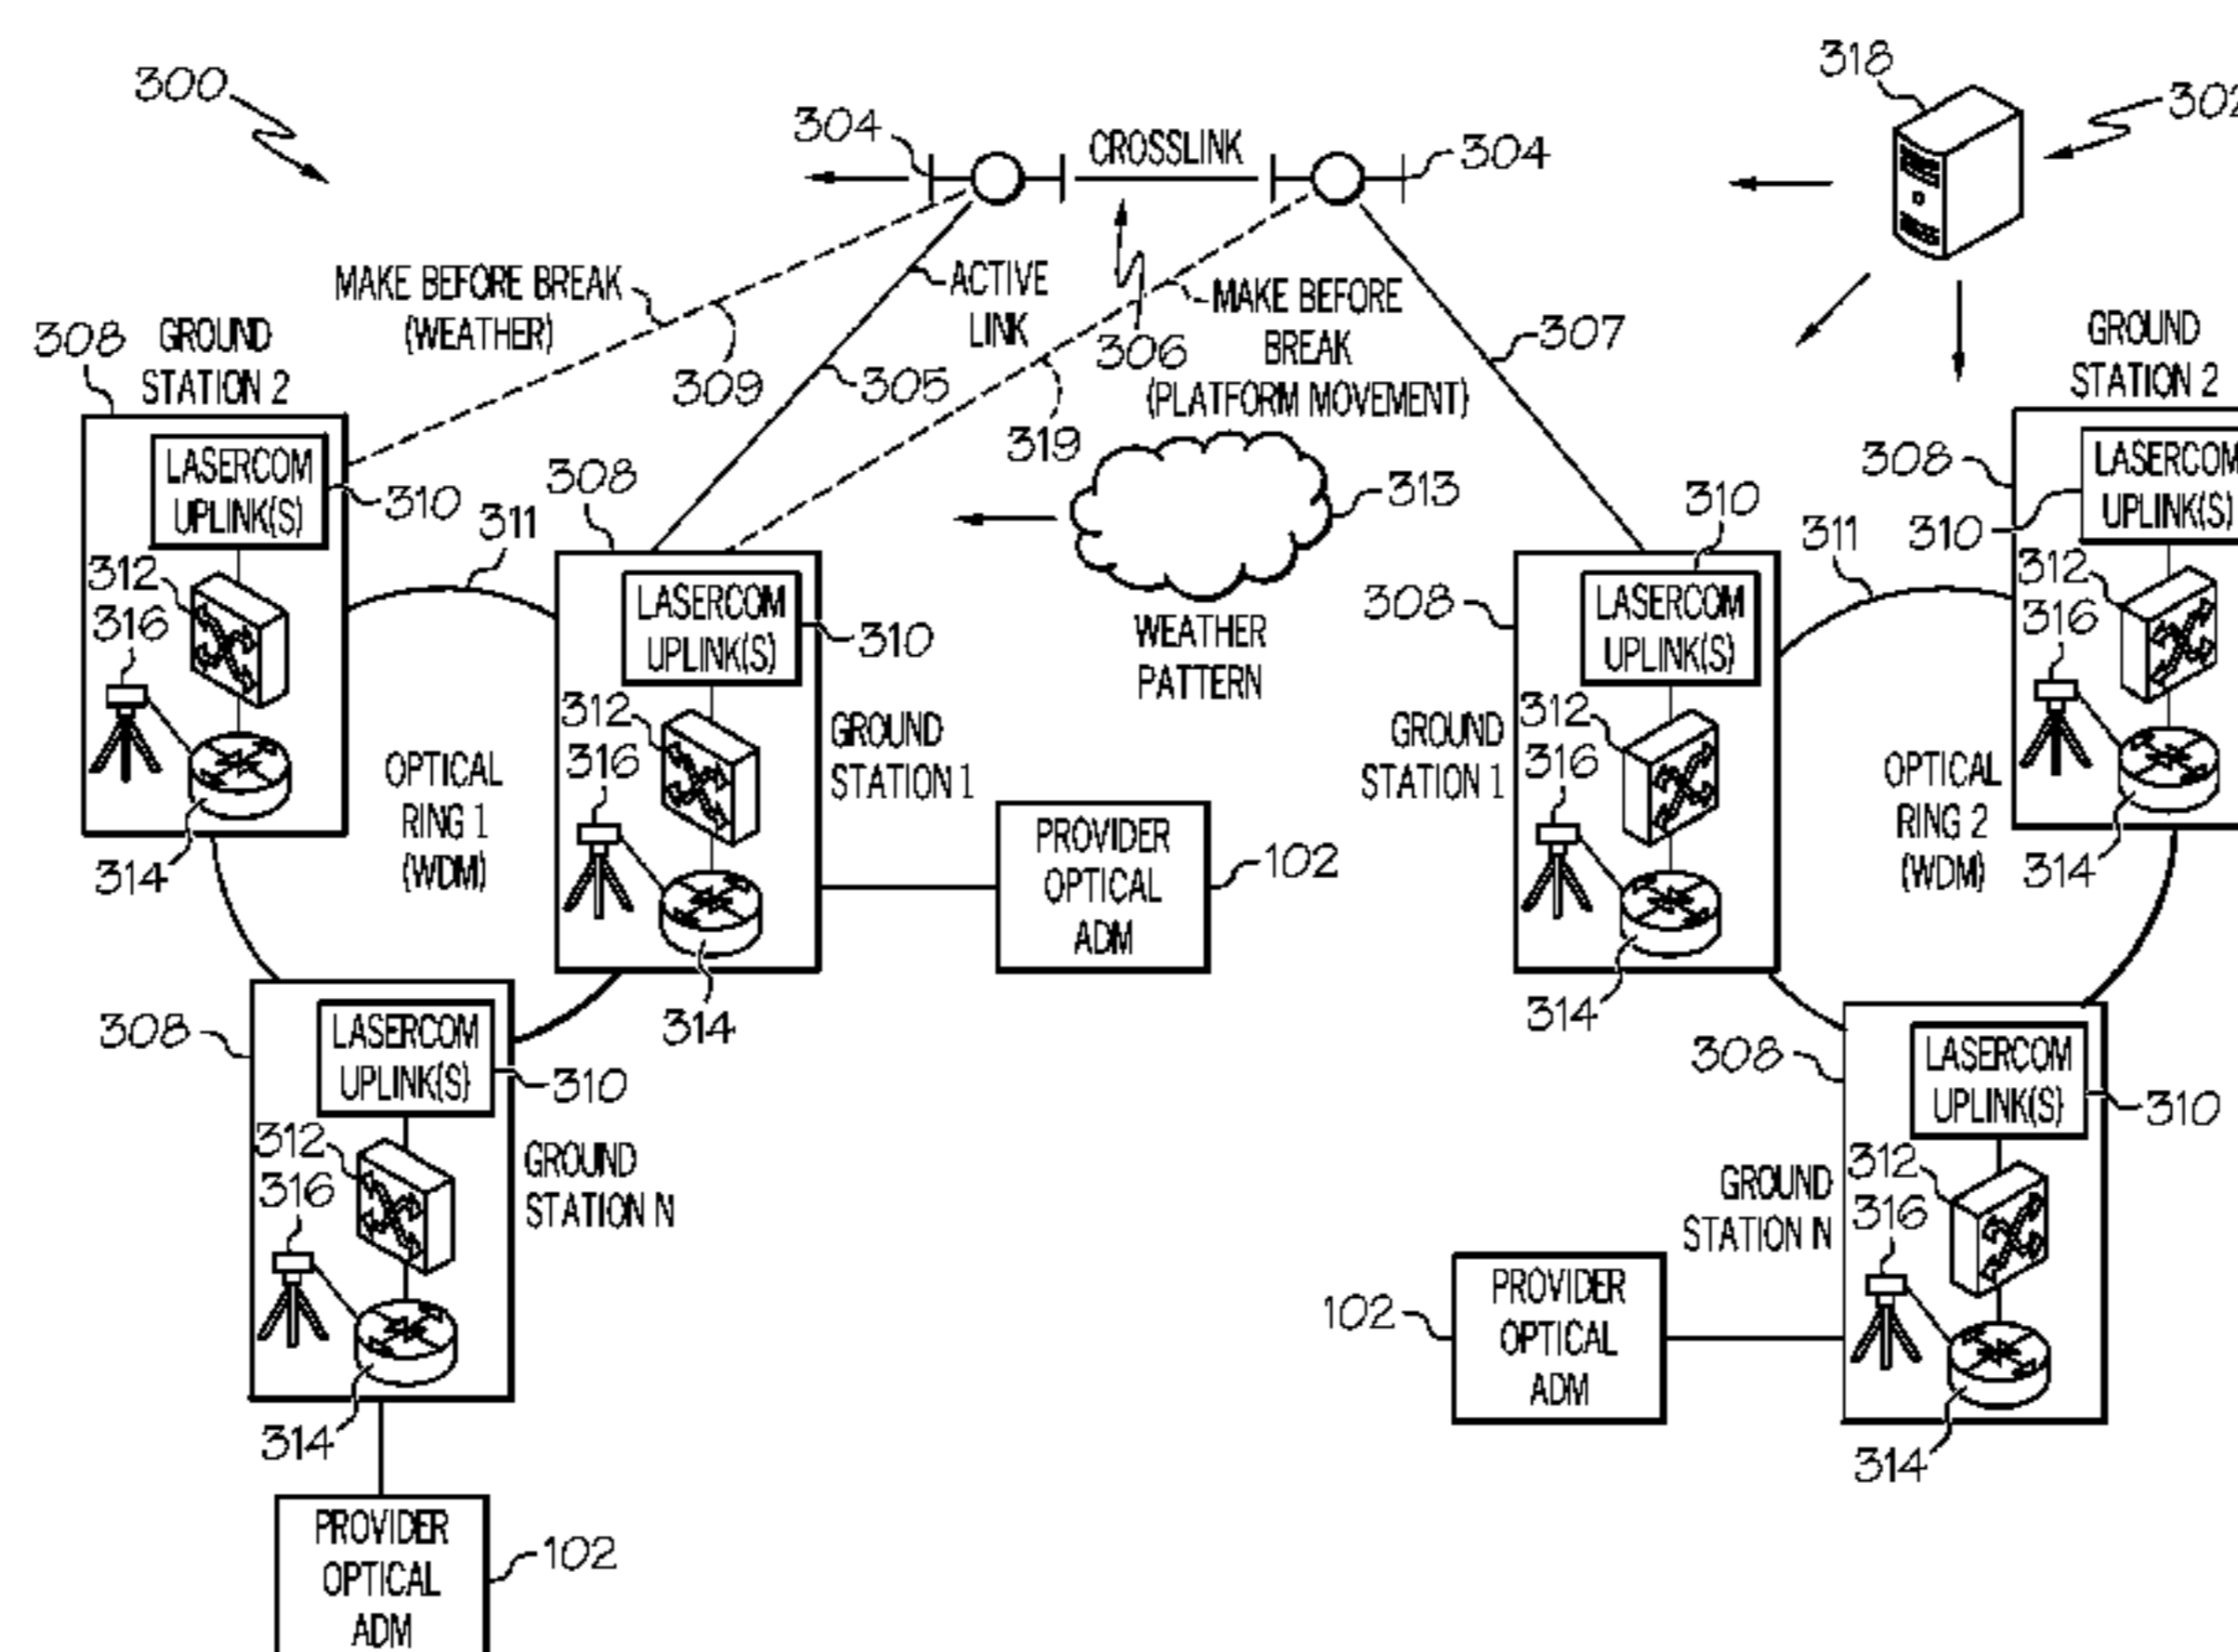 300
304
CROSSLINK
304
318
302
MAKE BEFORE BREAK
(WEATHER)
309
ACTIVE
LINK
305
306
MAKE BEFORE
BREAK
(PLATFORM MOVEMENT)
319
307
308
GROUND
STATION 2
LASERCOM
UPLINK(S)
310
312
316
314
311
OPTICAL
RING 1
(WDM)
308
LASERCOM
UPLINK(S)
310
312
316
314
GROUND
STATION 1
313
WEATHER
PATTERN
PROVIDER
OPTICAL
ADM
102
308
LASERCOM
UPLINK(S)
310
312
316
314
GROUND
STATION N
PROVIDER
OPTICAL
ADM
102
308
310
LASERCOM
UPLINK(S)
GROUND
STATION 1
312
316
314
311
OPTICAL
RING 2
(WDM)
GROUND
STATION 2
308
310
LASERCOM
UPLINK(S)
312
316
314
308
LASERCOM
UPLINK(S)
310
312
316
314
GROUND
STATION N
102
PROVIDER
OPTICAL
ADM